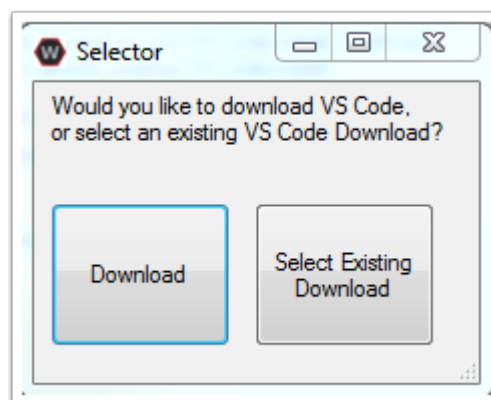 W
Selector
Would you like to download VS Code,
or select an existing VS Code Download?
Download
Select Existing
Download